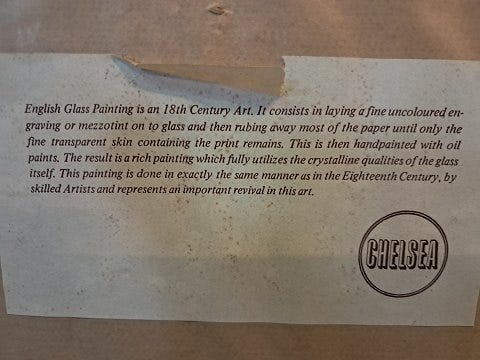 English Glass Painting is an 18th Century Art. It consists in laying a fine uncoloured en-
graving or mezzotint on to glass and then rubing away most of the paper until only the
fine transparent skin containing the print remains. This is then handpainted with oil
paints. The result is a rich painting which fully utilizes the crystalline qualities of the glass
itself. This painting is done in exactly the same manner as in the Eighteenth Century, by
skilled Artists and represents an important revival in this art.
CHELSEA